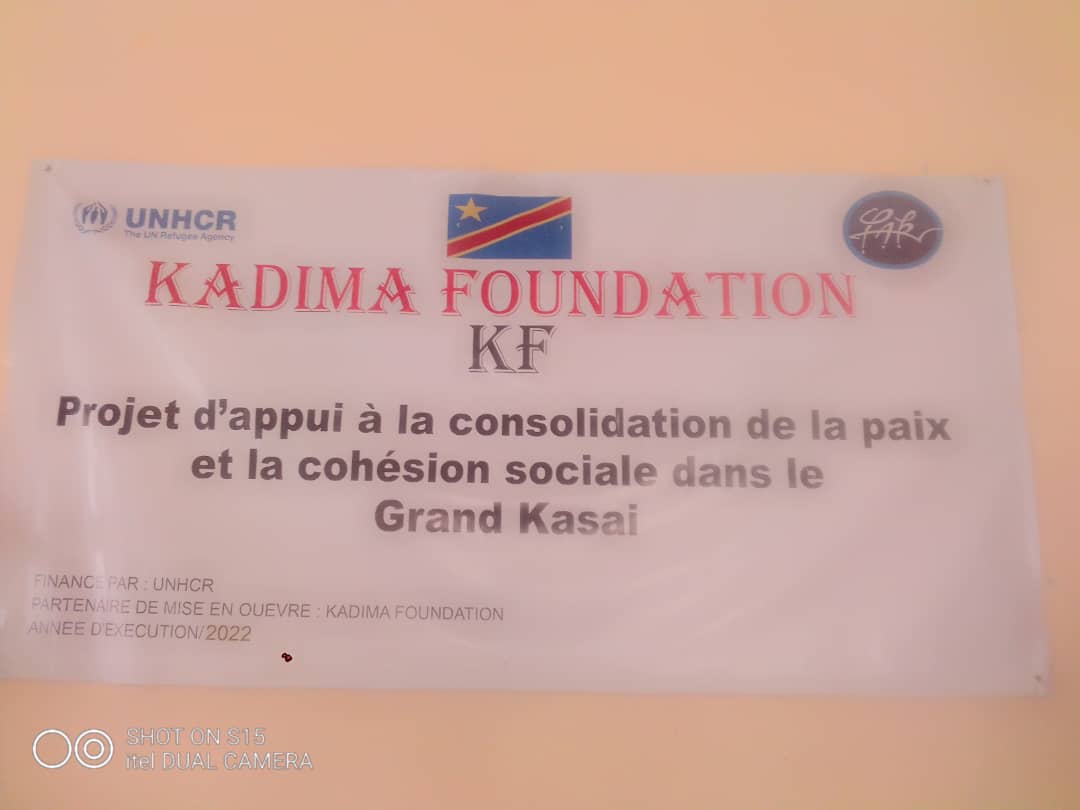 UNHCR
The UN Refugee Agency
KADIMA FOUNDATION
KF
Projet d'appui à la consolidation de la paix
et la cohésion sociale dans le
Grand Kasai
FINANCE PAR : UNHCR
PARTENAIRE DE MISE EN OUEVRE : KADIMA FOUNDATION
ANNEE D'EXECUTION/2022
SHOT ON S15
itel DUAL CAMERA